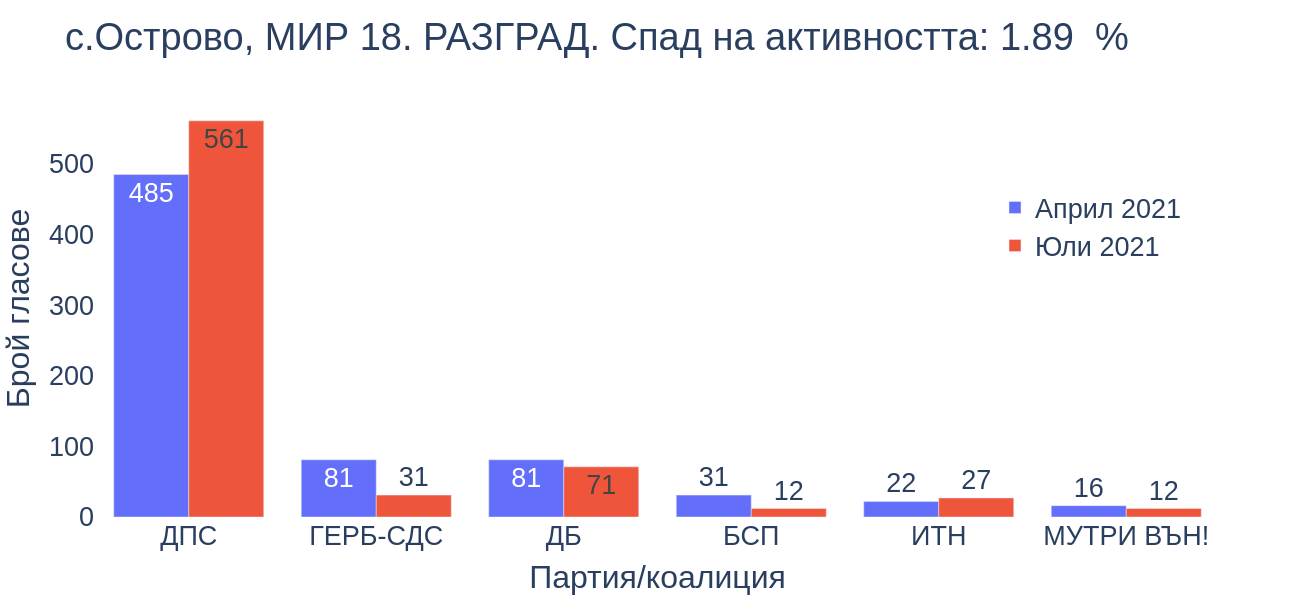 с.Острово, МИР 18. РАЗГРАД. Спад на активността: 1.89  %
Брой гласове
500
400
300
200
100
0
485
561
81
31
81
71
31
12
22
27
16
12
Април 2021
Юли 2021
ДПС
ГЕРБ-СДС
ДБ
БСП
ИТН
МУТРИ ВЪН!
Партия/коалиция